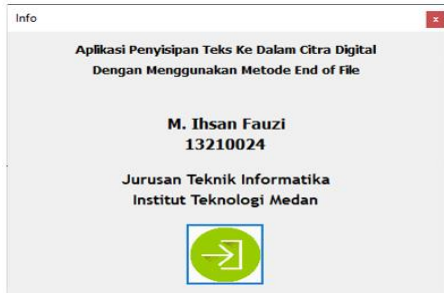 Info
x
Aplikasi Penyisipan Teks Ke Dalam Citra Digital
Dengan Menggunakan Metode End of File
M. Ihsan Fauzi
13210024
Jurusan Teknik Informatika
Institut Teknologi Medan